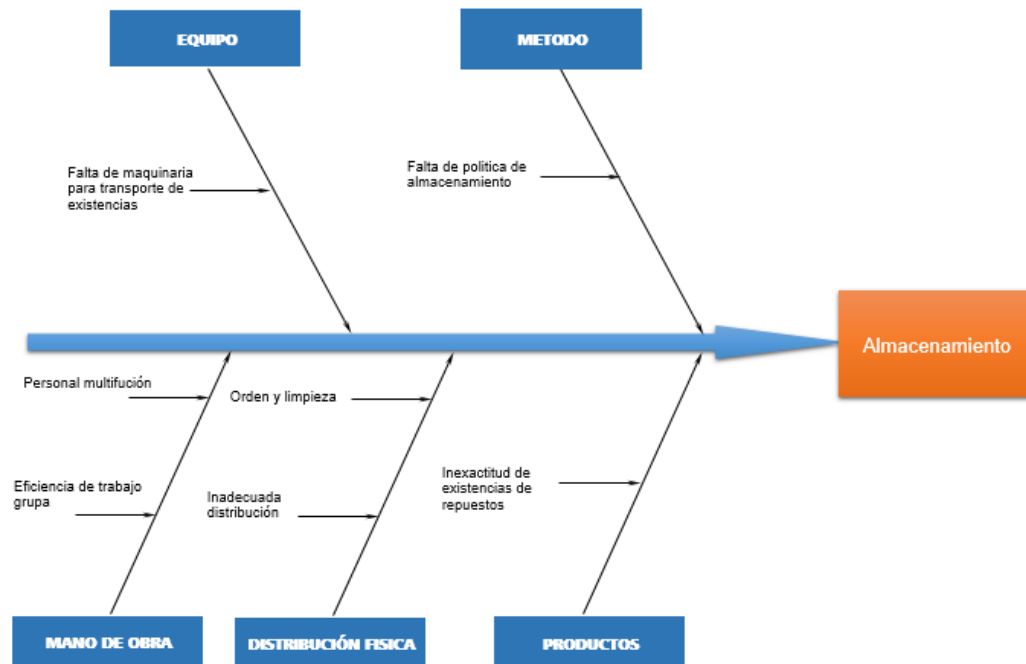 EQUIPO
METODO
Falta de maquinaria
para transporte de
existencias
Falta de politica de
almacenamiento
Almacenamiento
Personal multifución
Orden y limpieza
Eficiencia de trabajo
grupa
Inadecuada
distribución
Inexactitud de
existencias de
repuestos
MANO DE OBRA
DISTRIBUCIÓN FISICA
PRODUCTOS